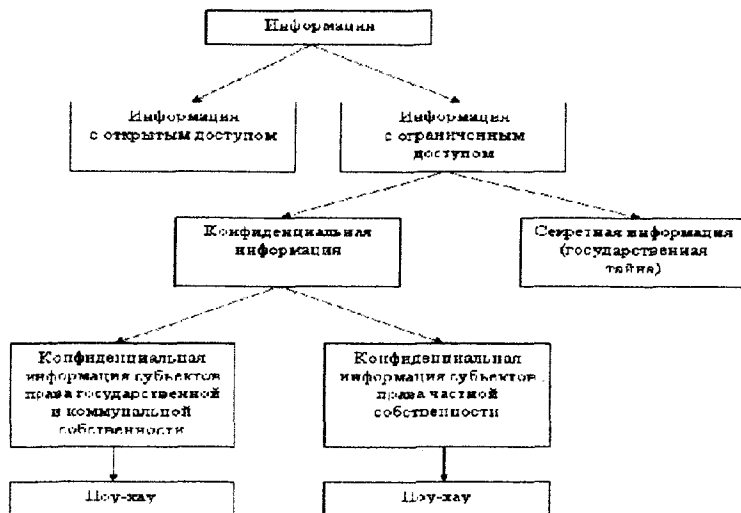 Информация
Информация
с открытым доступом
Информация
с ограниченным
доступом
Конфиденциальная
информация
Секретная информация
(государственная
тайна)
Конфиденциальная
информация субъектов
права государственной
и коммунальной
собственности
Конфиденциальная
информация субъектов
права частной
собственности
Ноу-хау
Ноу-хау